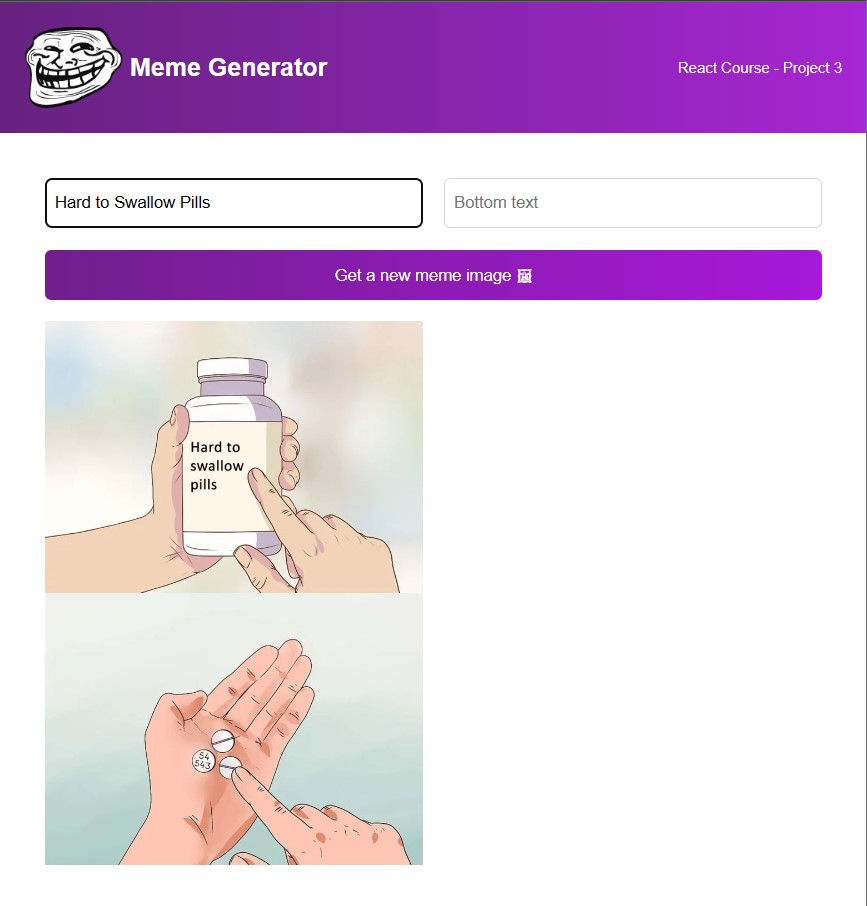 Meme Generator
React Course - Project 3
Hard to Swallow Pills
Bottom text
Get a new meme image 🖼
Hard to
swallow
pills
54
543